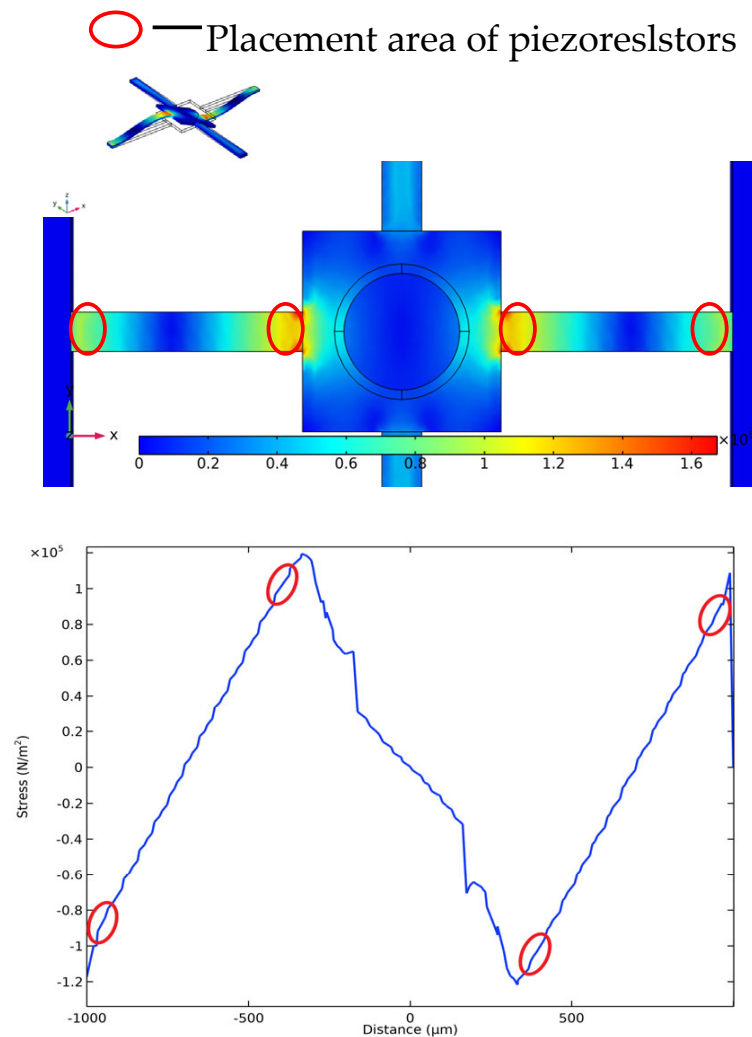 Placement area of piezoreslstors
z
y x
y
z x
×10⁵
0 0.2 0.4 0.6 0.8 1 1.2 1.4 1.6
×10⁵
1
0.8
0.6
0.4
0.2
0
-0.2
-0.4
-0.6
-0.8
-1
-1.2
Stress (N/m²)
-1000 -500 0 500
Distance (μm)